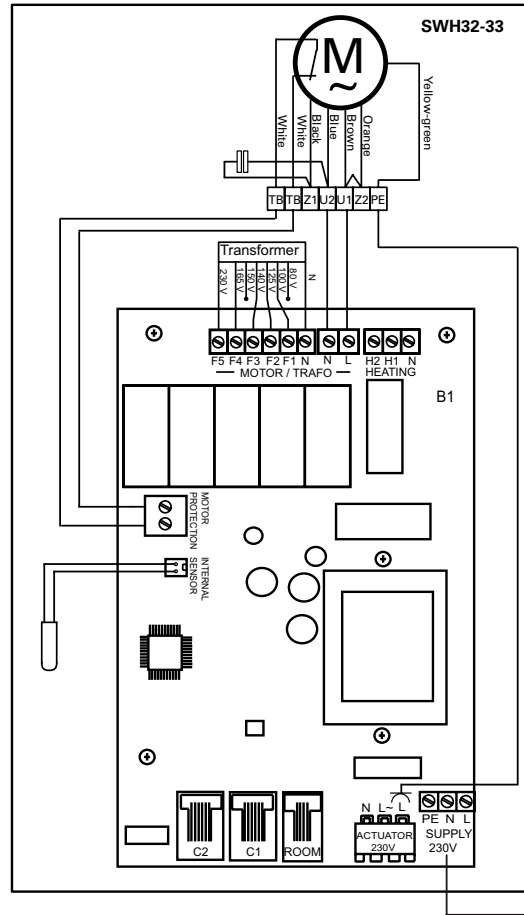 SWH32-33
M
~
White
White
Black
Blue
Brown
Orange
Yellow-green
TB TB Z1 U2 U1 Z2 PE
Transformer
230 V
165 V
150 V
140 V
125 V
100 V
80 V
N
F5 F4 F3 F2 F1 N N L H2 H1 N
MOTOR / TRAFO
HEATING
B1
MOTOR
PROTECTION
INTERNAL
SENSOR
N L~ L
PE N L
ACTUATOR
230V
SUPPLY
230V
C2
C1
ROOM